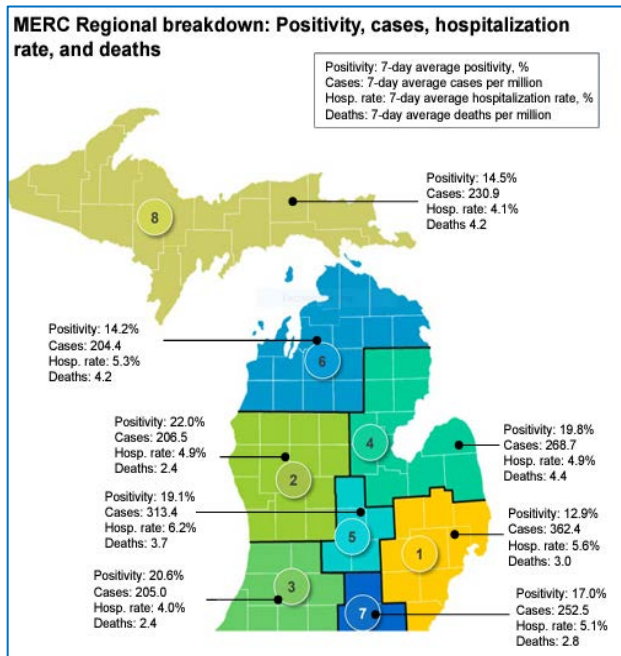 MERC Regional breakdown: Positivity, cases, hospitalization
rate, and deaths
Positivity: 7-day average positivity, %
Cases: 7-day average cases per million
Hosp. rate: 7-day average hospitalization rate, %
Deaths: 7-day average deaths per million
Positivity: 14.5%
Cases: 230.9
Hosp. rate: 4.1%
Deaths 4.2
8
Positivity: 14.2%
Cases: 204.4
Hosp. rate: 5.3%
Deaths: 4.2
6
Positivity: 22.0%
Cases: 206.5
Hosp. rate: 4.9%
Deaths: 2.4
2
4
Positivity: 19.8%
Cases: 268.7
Hosp. rate: 4.9%
Deaths: 4.4
Positivity: 19.1%
Cases: 313.4
Hosp. rate: 6.2%
Deaths: 3.7
5
1
Positivity: 12.9%
Cases: 362.4
Hosp. rate: 5.6%
Deaths: 3.0
Positivity: 20.6%
Cases: 205.0
Hosp. rate: 4.0%
Deaths: 2.4
3
7
Positivity: 17.0%
Cases: 252.5
Hosp. rate: 5.1%
Deaths: 2.8